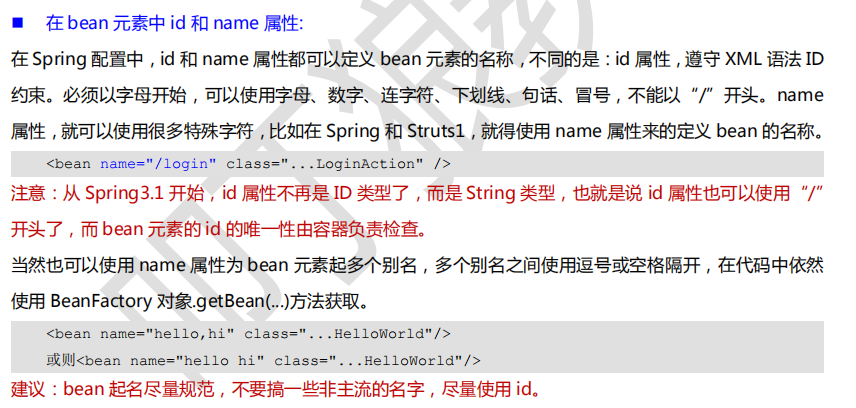 ■ 在 bean 元素中 id 和 name 属性:
在 Spring 配置中，id 和 name 属性都可以定义 bean 元素的名称，不同的是：id 属性，遵守 XML 语法 ID
约束。必须以字母开始，可以使用字母、数字、连字符、下划线、句话、冒号，不能以“/”开头。name
属性，就可以使用很多特殊字符，比如在 Spring 和 Struts1，就得使用 name 属性来的定义 bean 的名称。
<bean name="/login" class="...LoginAction" />
注意：从 Spring3.1 开始，id 属性不再是 ID 类型了，而是 String 类型，也就是说 id 属性也可以使用“/”
开头了，而 bean 元素的 id 的唯一性由容器负责检查。
当然也可以使用 name 属性为 bean 元素起多个别名，多个别名之间使用逗号或空格隔开，在代码中依然
使用 BeanFactory 对象.getBean(...)方法获取。
<bean name="hello,hi" class="...HelloWorld"/>
或则<bean name="hello hi" class="...HelloWorld"/>
建议：bean 起名尽量规范，不要搞一些非主流的名字，尽量使用 id。